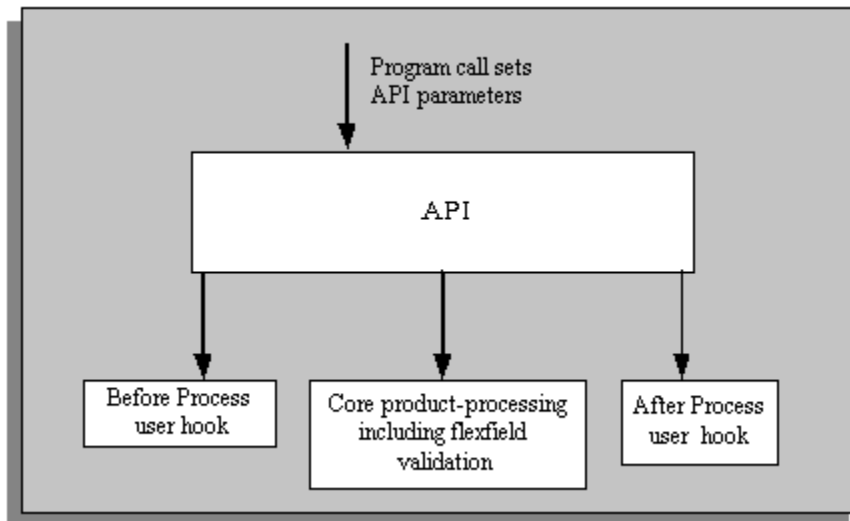 Program call sets
API parameters
API
Before Process
user hook
Core product-processing
including flexfield
validation
After Process
user hook